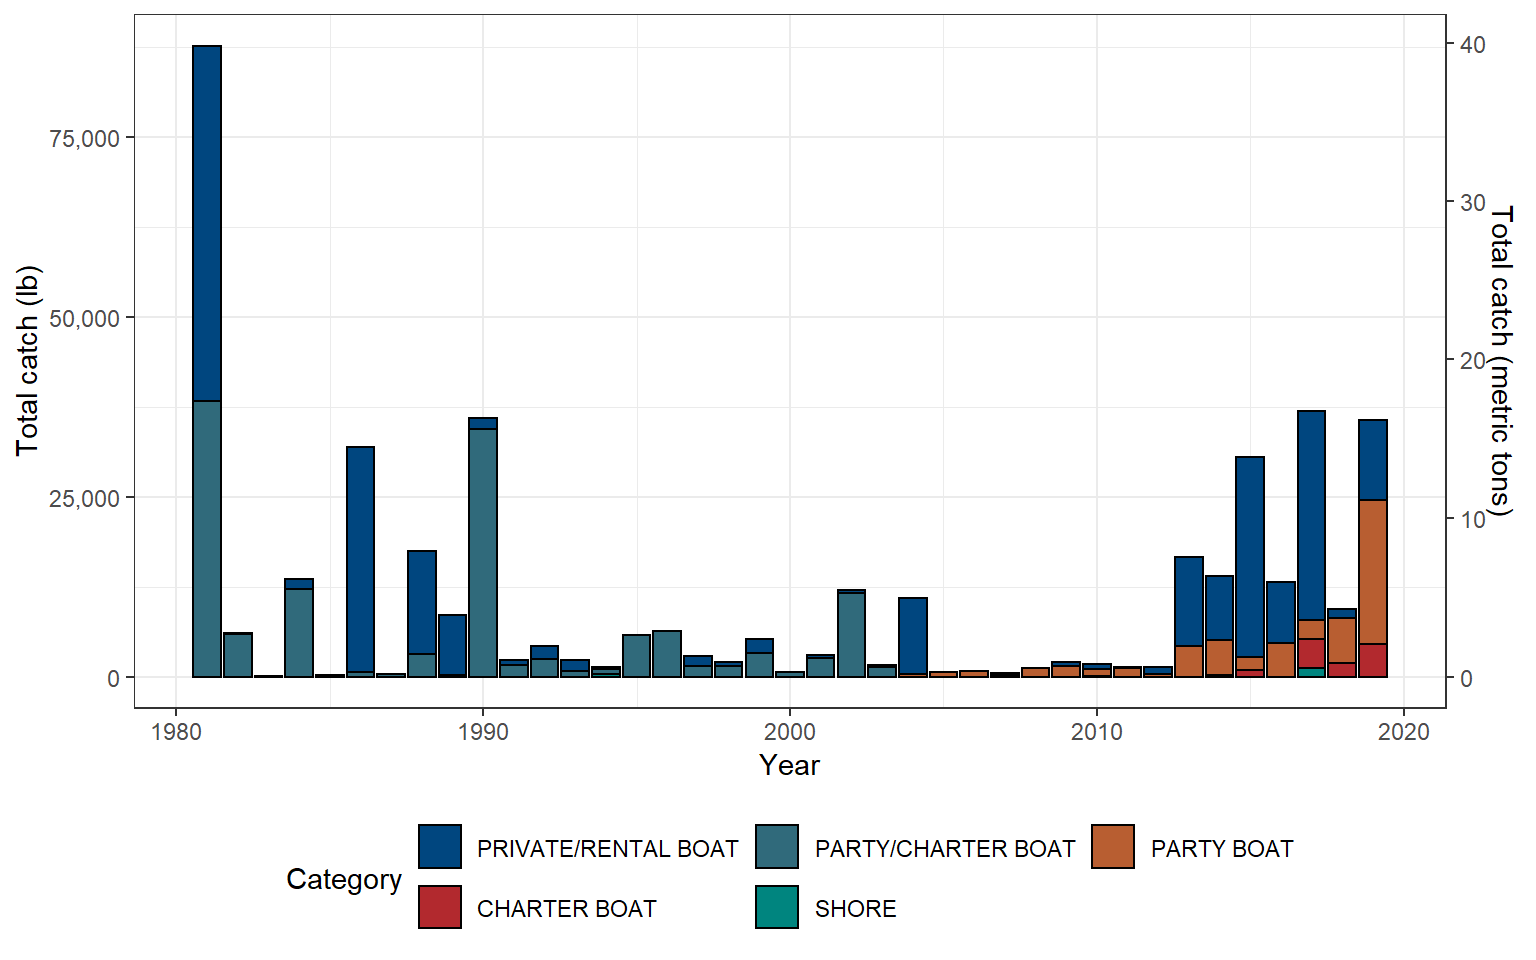 Total catch (lb)
75,000
50,000
25,000
0
40
30
20
10
0
Total catch (metric tons)
1980
1990
2000
2010
2020
Year
Category
PRIVATE/RENTAL BOAT
PARTY/CHARTER BOAT
PARTY BOAT
CHARTER BOAT
SHORE